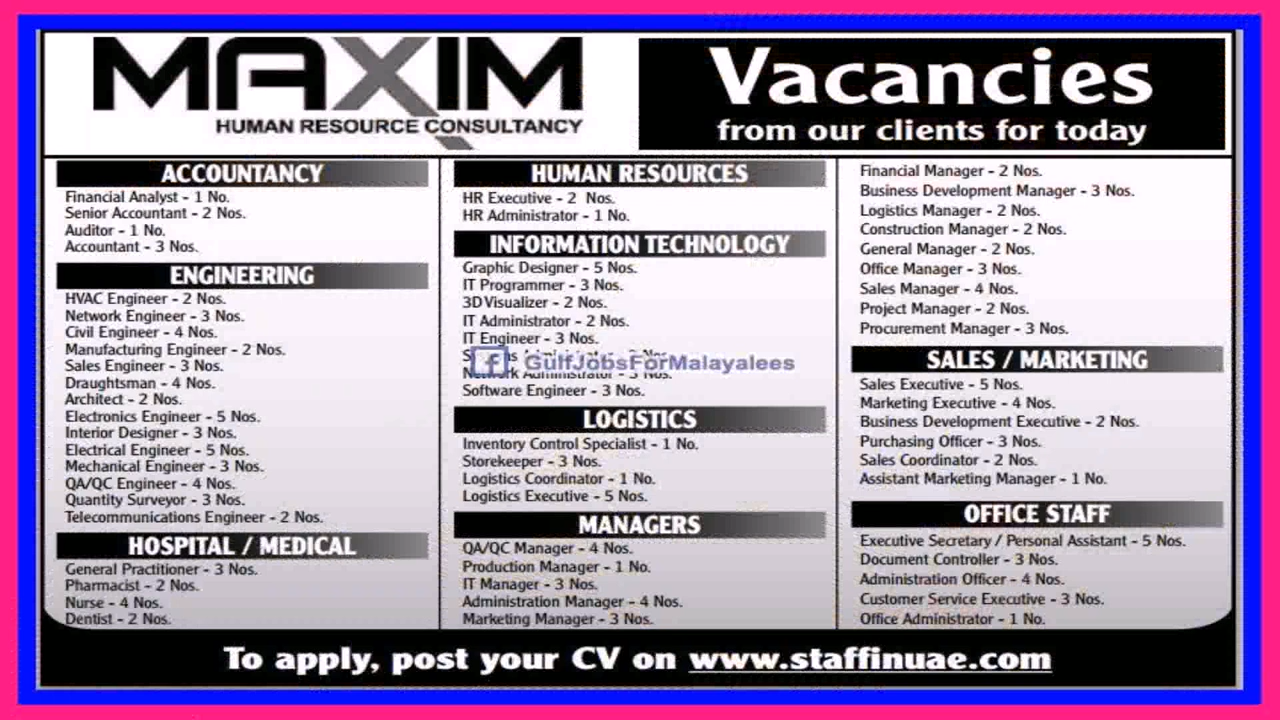 MAXIM
HUMAN RESOURCE CONSULTANCY
Vacancies
from our clients for today
ACCOUNTANCY
Financial Analyst - 1 No.
Senior Accountant - 2 Nos.
Auditor - 1 No.
Accountant - 3 Nos.
ENGINEERING
HVAC Engineer - 2 Nos.
Network Engineer - 3 Nos.
Civil Engineer - 4 Nos.
Manufacturing Engineer - 2 Nos.
Sales Engineer - 3 Nos.
Draughtsman - 4 Nos.
Architect - 2 Nos.
Electronics Engineer - 5 Nos.
Interior Designer - 3 Nos.
Electrical Engineer - 5 Nos.
Mechanical Engineer - 3 Nos.
QA/QC Engineer - 4 Nos.
Quantity Surveyor - 3 Nos.
Telecommunications Engineer - 2 Nos.
HOSPITAL / MEDICAL
General Practitioner - 3 Nos.
Pharmacist - 2 Nos.
Nurse - 4 Nos.
Dentist - 2 Nos.
HUMAN RESOURCES
HR Executive - 2 Nos.
HR Administrator - 1 No.
INFORMATION TECHNOLOGY
Graphic Designer - 5 Nos.
IT Programmer - 3 Nos.
3D Visualizer - 2 Nos.
IT Administrator - 2 Nos.
IT Engineer - 3 Nos.
GulfJobsForMalayalees
Network Administrator - 3 Nos.
Software Engineer - 3 Nos.
LOGISTICS
Inventory Control Specialist - 1 No.
Storekeeper - 3 Nos.
Logistics Coordinator - 1 No.
Logistics Executive - 5 Nos.
MANAGERS
QA/QC Manager - 4 Nos.
Production Manager - 1 No.
IT Manager - 3 Nos.
Administration Manager - 4 Nos.
Marketing Manager - 3 Nos.
Financial Manager - 2 Nos.
Business Development Manager - 3 Nos.
Logistics Manager - 2 Nos.
Construction Manager - 2 Nos.
General Manager - 2 Nos.
Office Manager - 3 Nos.
Sales Manager - 4 Nos.
Project Manager - 2 Nos.
Procurement Manager - 3 Nos.
SALES / MARKETING
Sales Executive - 5 Nos.
Marketing Executive - 4 Nos.
Business Development Executive - 2 Nos.
Purchasing Officer - 3 Nos.
Sales Coordinator - 2 Nos.
Assistant Marketing Manager - 1 No.
OFFICE STAFF
Executive Secretary / Personal Assistant - 5 Nos.
Document Controller - 3 Nos.
Administration Officer - 4 Nos.
Customer Service Executive - 3 Nos.
Office Administrator - 1 No.
To apply, post your CV on www.staffinuae.com